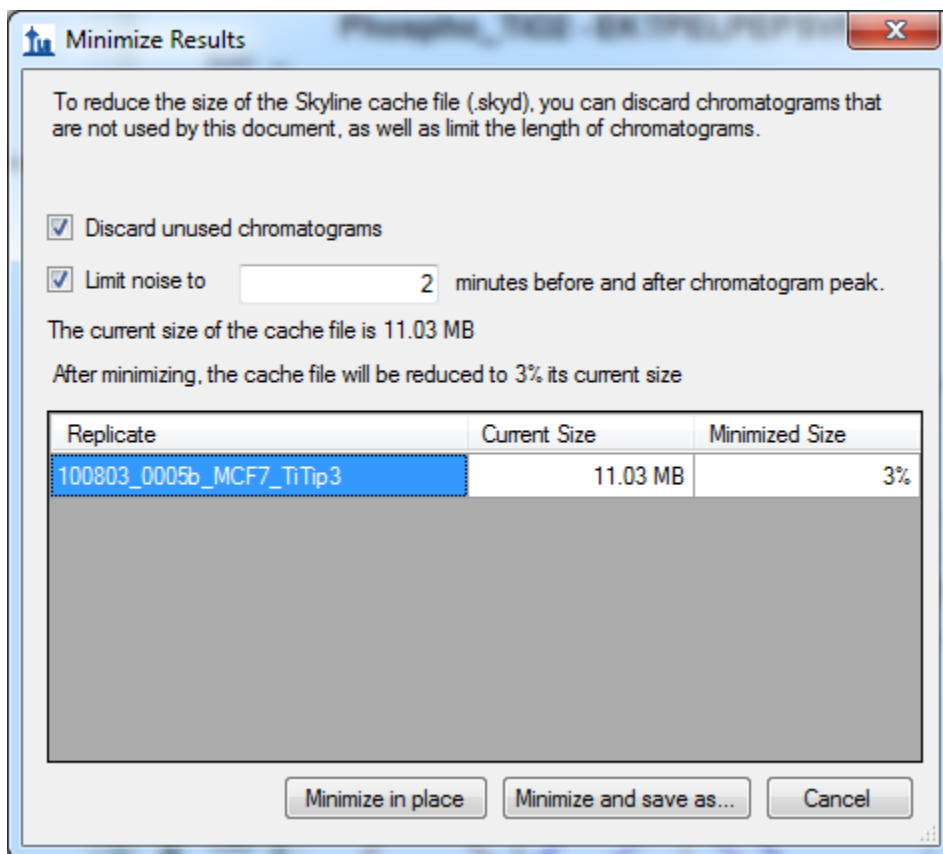 Minimize Results
To reduce the size of the Skyline cache file (.skyd), you can discard chromatograms that
are not used by this document, as well as limit the length of chromatograms.
Discard unused chromatograms
Limit noise to 2 minutes before and after chromatogram peak.
The current size of the cache file is 11.03 MB
After minimizing, the cache file will be reduced to 3% its current size
Replicate Current Size Minimized Size
100803_0005b_MCF7_TiTip3 11.03 MB 3%
Minimize in place Minimize and save as... Cancel